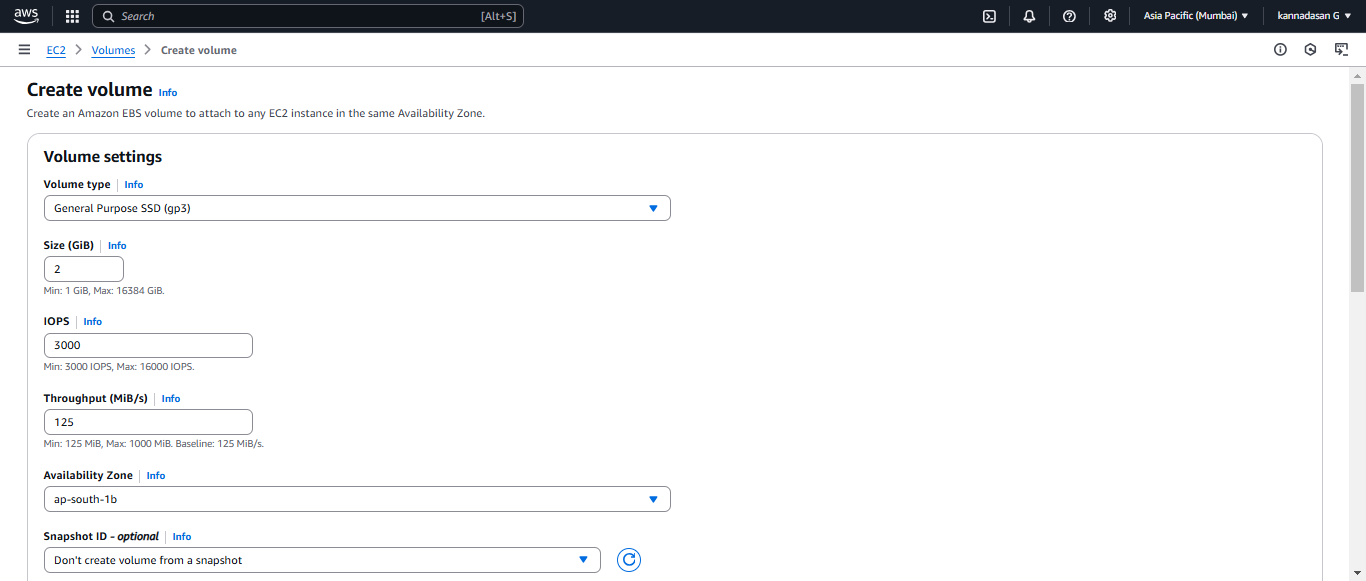 aws Search [Alt+S] Asia Pacific (Mumbai) ▼ kannadasan G ▼
EC2 > Volumes > Create volume
Create volume Info
Create an Amazon EBS volume to attach to any EC2 instance in the same Availability Zone.
Volume settings
Volume type | Info
General Purpose SSD (gp3)
Size (GiB) | Info
2
Min: 1 GiB, Max: 16384 GiB.
IOPS | Info
3000
Min: 3000 IOPS, Max: 16000 IOPS.
Throughput (MiB/s) | Info
125
Min: 125 MiB, Max: 1000 MiB. Baseline: 125 MiB/s.
Availability Zone | Info
ap-south-1b
Snapshot ID - optional | Info
Don't create volume from a snapshot